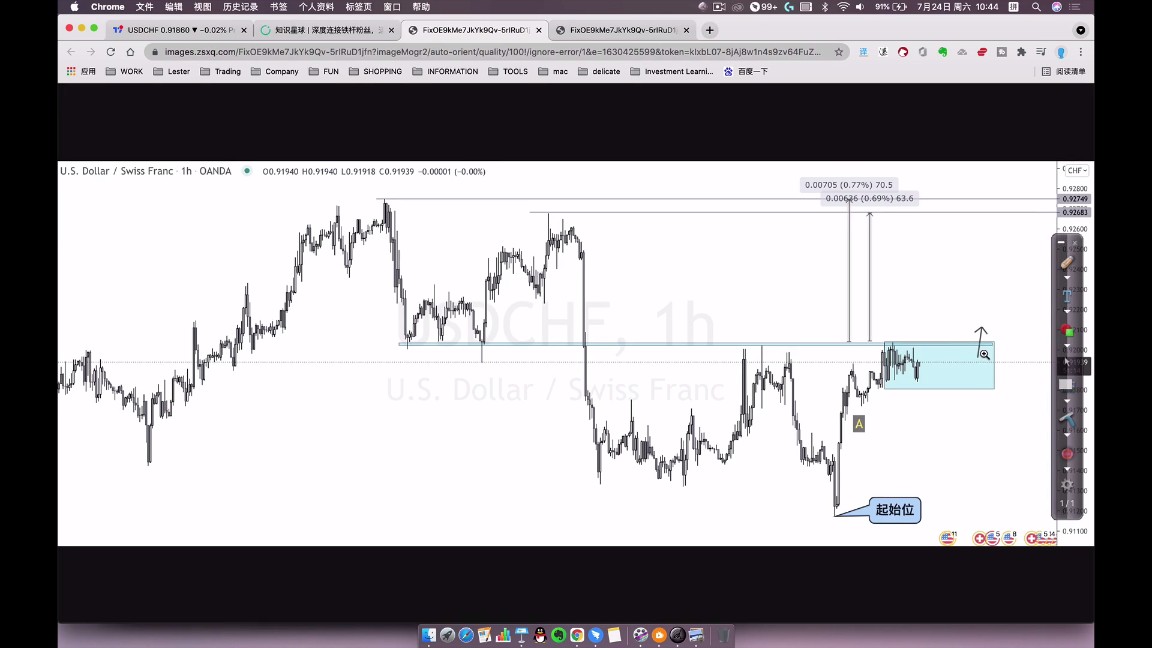 Chrome 文件 编辑 视图 历史记录 书签 个人资料 标签页 窗口 帮助 99+ 91% 7月24日 周六 10:44
USDCHF 0.91860 ▼ −0.02% P
知识星球 | 深度连接铁杆粉丝，
FixOE9kMe7JkYk9Qv-5rIRuD1j
FixOE9kMe7JkYk9Qv-5rIRuD1j
images.zsxq.com/FixOE9kMe7JkYk9Qv-5rIRuD1jfn?imageMogr2/auto-orient/quality/100!/ignore-error/1&e=1630425599&token=kIxbL07-8jAj8w1n4s9zv64FuZ...
应用 WORK Lester Trading Company FUN SHOPPING INFORMATION TOOLS mac delicate Investment Learni... 百度一下 阅读清单
U.S. Dollar / Swiss Franc · 1h · OANDA O0.91940 H0.91940 L0.91918 C0.91939 −0.00001 (−0.00%)
CHF
0.00705 (0.77%) 70.5
0.00636 (0.69%) 63.6
0.92800
0.92749
0.92683
0.92600
USDCHF, 1h
U.S. Dollar / Swiss Franc
A
起始位
1/1
0.91100